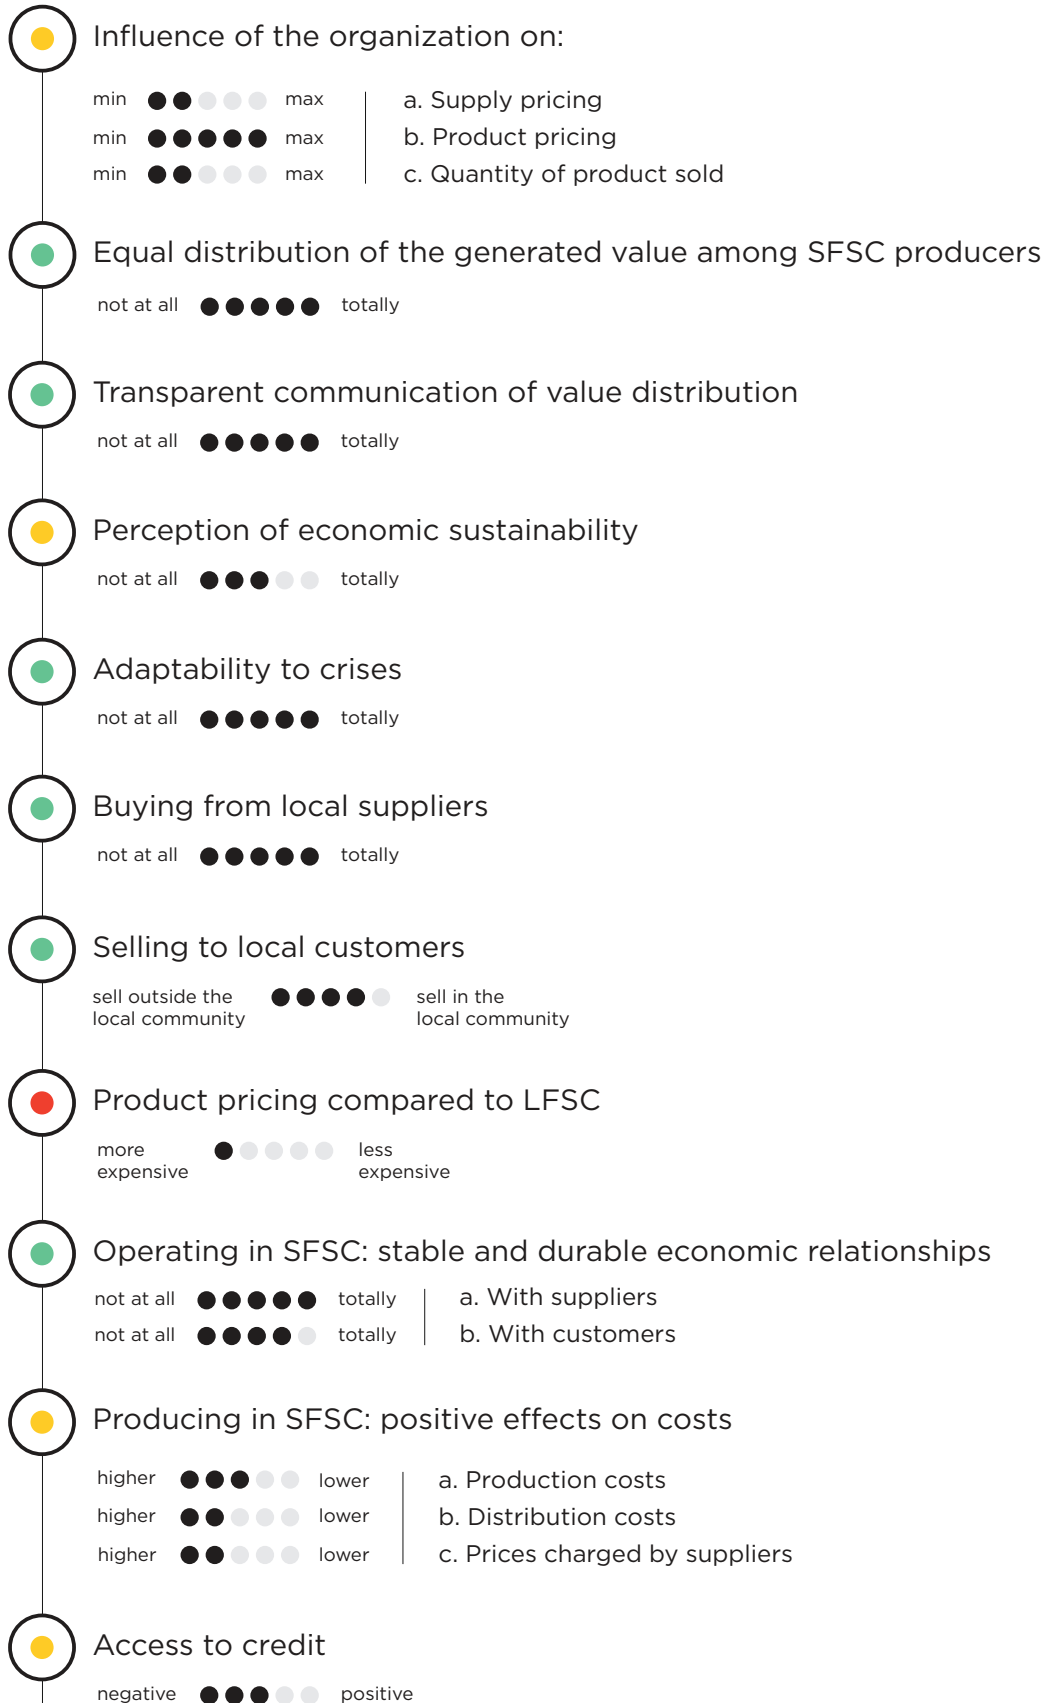 Influence of the organization on:
min max a. Supply pricing
min max b. Product pricing
min max c. Quantity of product sold
Equal distribution of the generated value among SFSC producers
not at all totally
Transparent communication of value distribution
not at all totally
Perception of economic sustainability
not at all totally
Adaptability to crises
not at all totally
Buying from local suppliers
not at all totally
Selling to local customers
sell outside the sell in the
local community local community
Product pricing compared to LFSC
more less
expensive expensive
Operating in SFSC: stable and durable economic relationships
not at all totally a. With suppliers
not at all totally b. With customers
Producing in SFSC: positive effects on costs
higher lower a. Production costs
higher lower b. Distribution costs
higher lower c. Prices charged by suppliers
Access to credit
negative positive